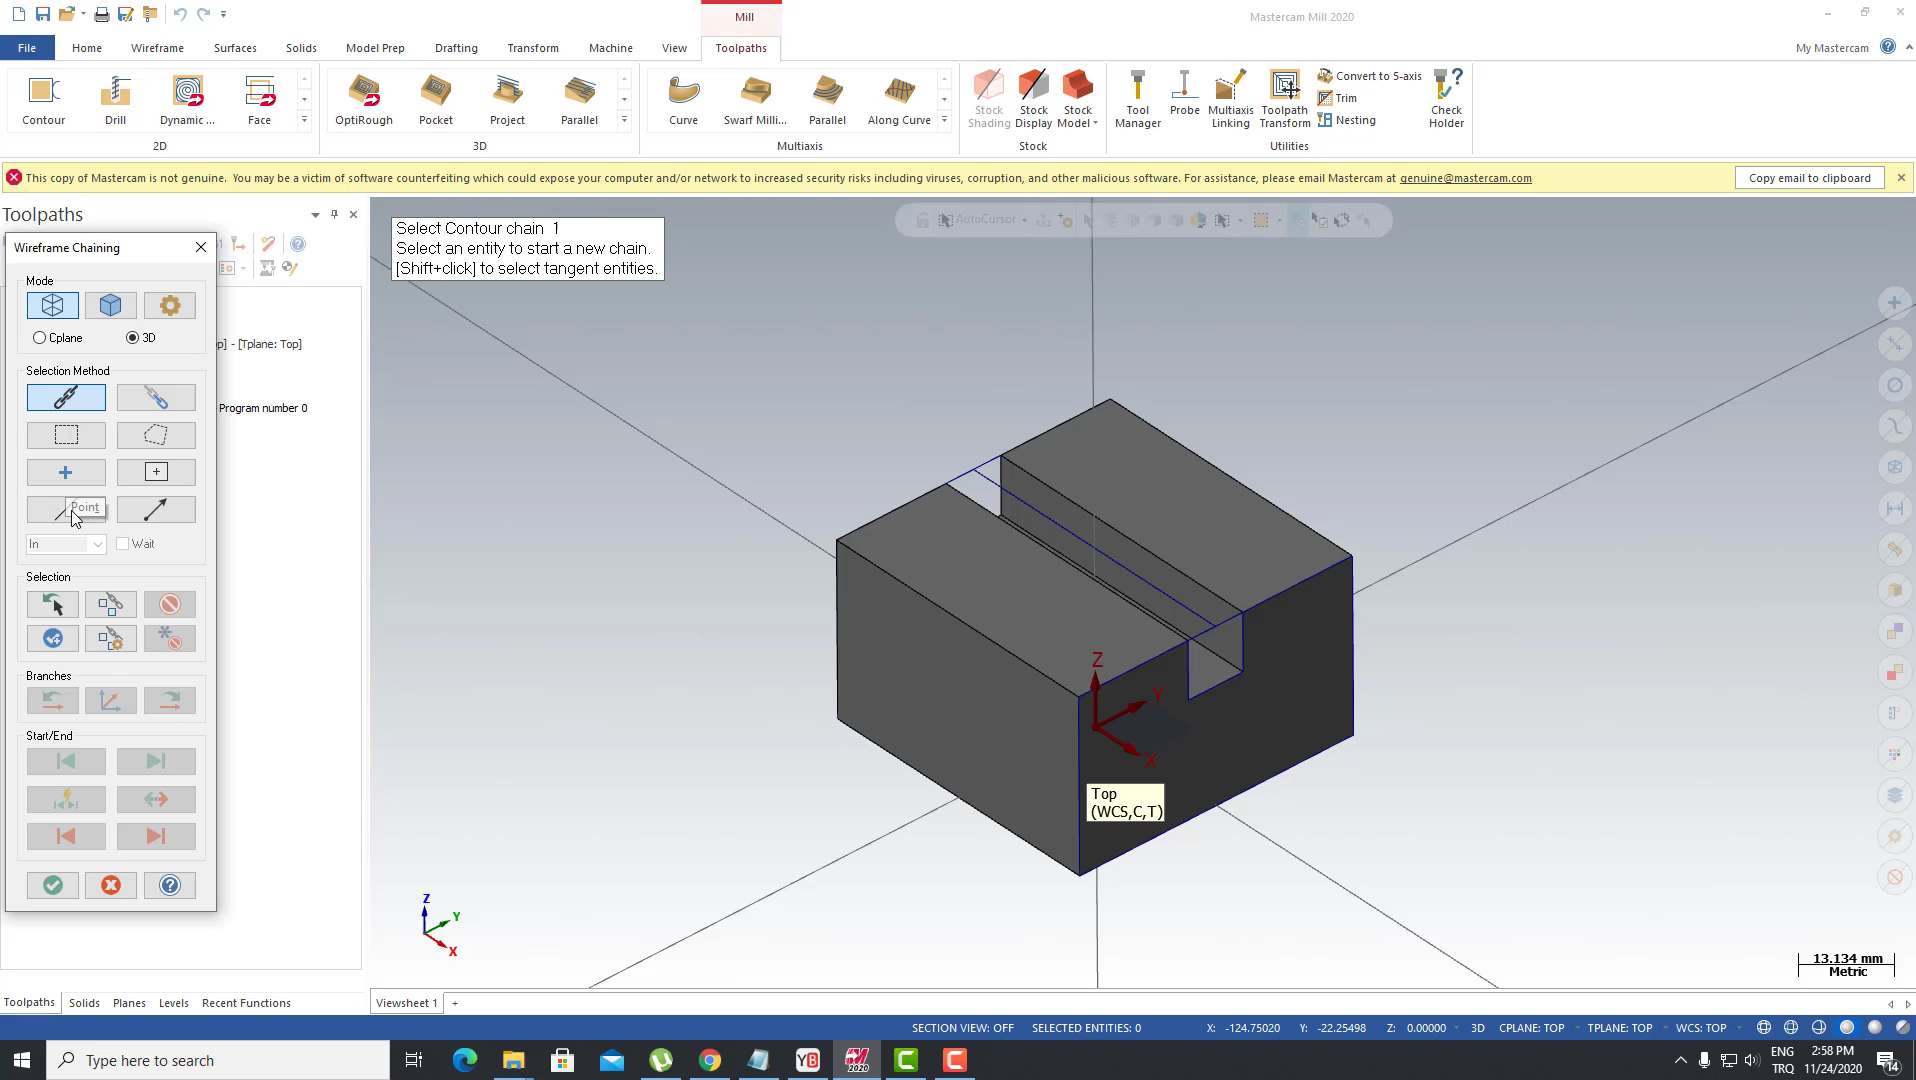 Mill
Mastercam Mill 2020
File
Home
Wireframe
Surfaces
Solids
Model Prep
Drafting
Transform
Machine
View
Toolpaths
My Mastercam
Contour
Drill
Dynamic ...
Face
2D
OptiRough
Pocket
Project
Parallel
3D
Curve
Swarf Milli...
Parallel
Along Curve
Multiaxis
Stock Shading
Stock Display
Stock Model
Stock
Tool Manager
Probe
Multiaxis Linking
Toolpath Transform
Convert to 5-axis
Trim
Nesting
Check Holder
Utilities
This copy of Mastercam is not genuine. You may be a victim of software counterfeiting which could expose your computer and/or network to increased security risks including viruses, corruption, and other malicious software. For assistance, please email Mastercam at genuine@mastercam.com
Copy email to clipboard
Toolpaths
Wireframe Chaining
Mode
Cplane
3D
Selection Method
Point
In
Wait
Selection
Branches
Start/End
p] - [Tplane: Top]
Program number 0
Select Contour chain 1
Select an entity to start a new chain.
[Shift+click] to select tangent entities.
AutoCursor
Z
Y
X
Top
(WCS,C,T)
Z
Y
X
13.134 mm
Metric
Toolpaths
Solids
Planes
Levels
Recent Functions
Viewsheet 1
+
SECTION VIEW: OFF
SELECTED ENTITIES: 0
X: -124.75020
Y: -22.25498
Z: 0.00000
3D
CPLANE: TOP
TPLANE: TOP
WCS: TOP
Type here to search
YB
2020
C
C
ENG
TRQ
2:58 PM
11/24/2020
14